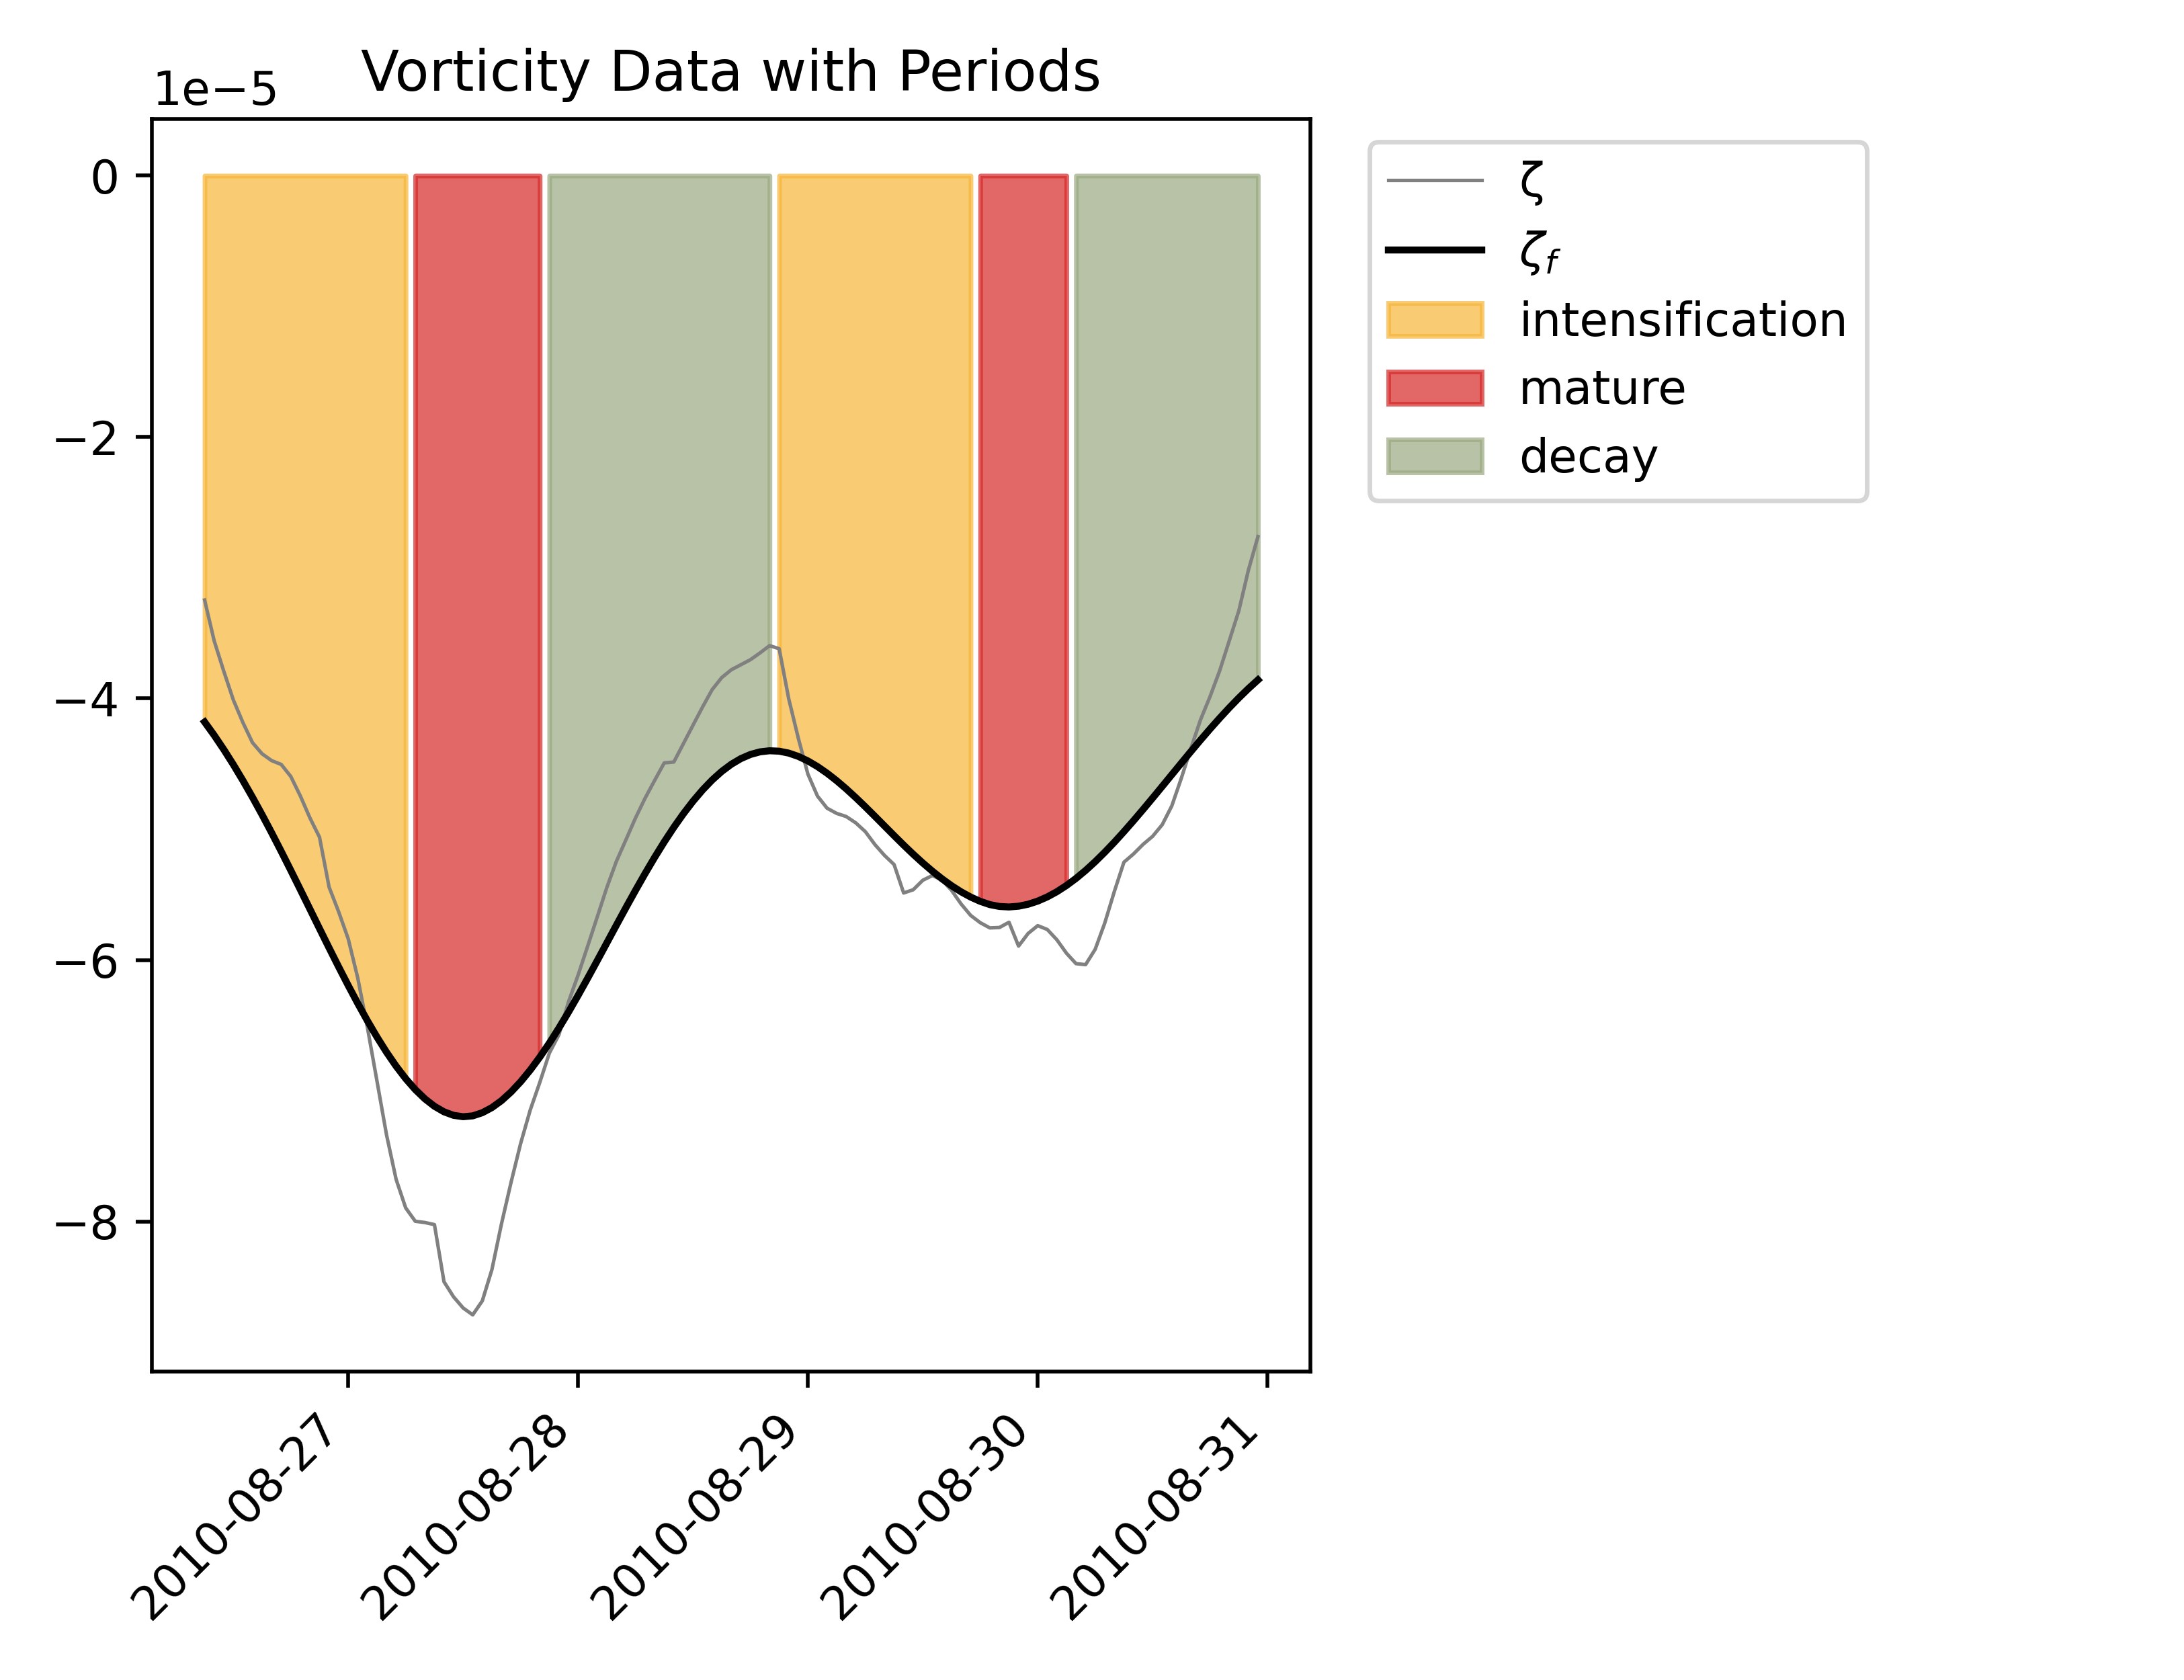 Vorticity Data with Periods
1e−5
0
−2
−4
−6
−8
2010-08-27
2010-08-28
2010-08-29
2010-08-30
2010-08-31
ζ
ζf
intensification
mature
decay